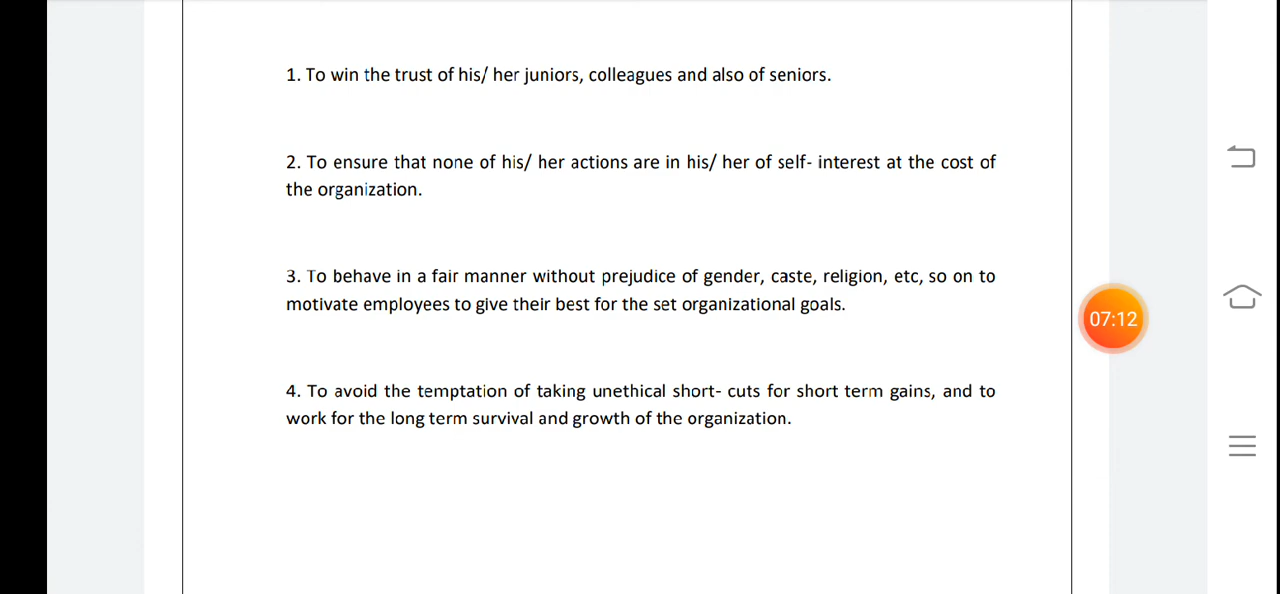 1. To win the trust of his/ her juniors, colleagues and also of seniors.
2. To ensure that none of his/ her actions are in his/ her of self- interest at the cost of
the organization.
3. To behave in a fair manner without prejudice of gender, caste, religion, etc, so on to
motivate employees to give their best for the set organizational goals.
07:12
4. To avoid the temptation of taking unethical short- cuts for short term gains, and to
work for the long term survival and growth of the organization.